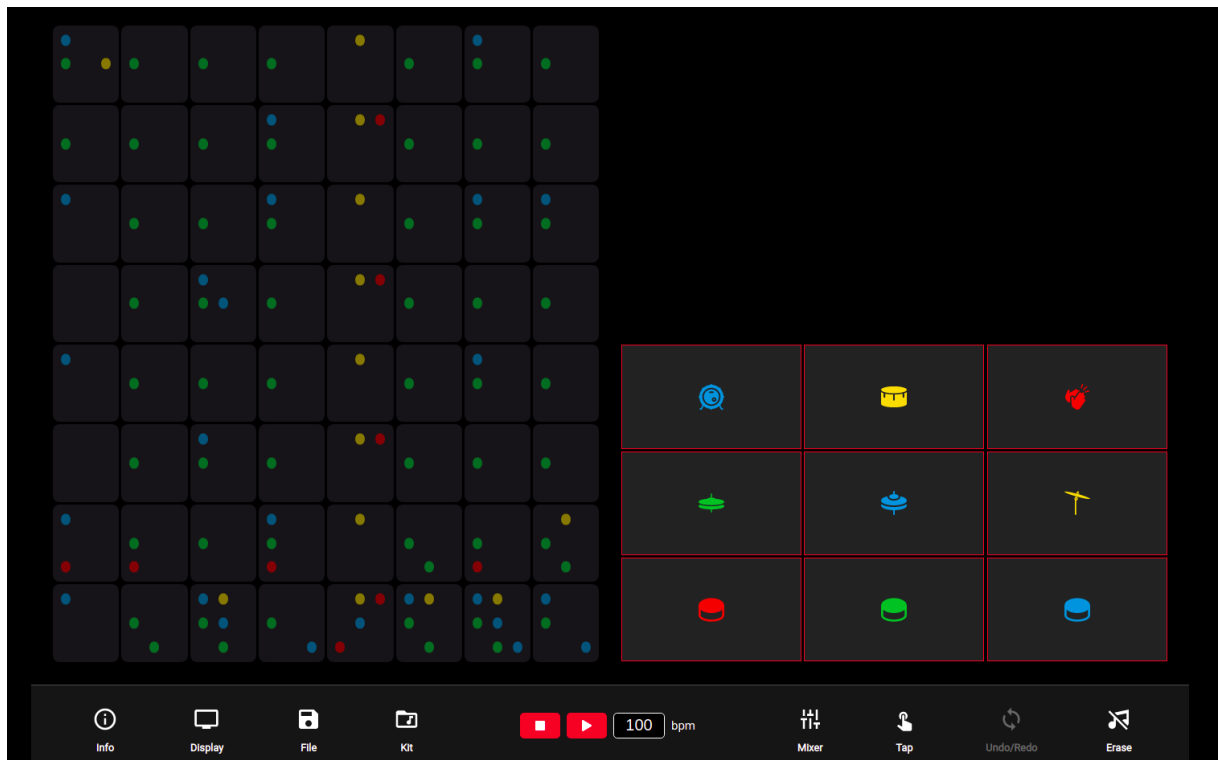 100 bpm
Info
Display
File
Kit
Mixer
Tap
Undo/Redo
Erase